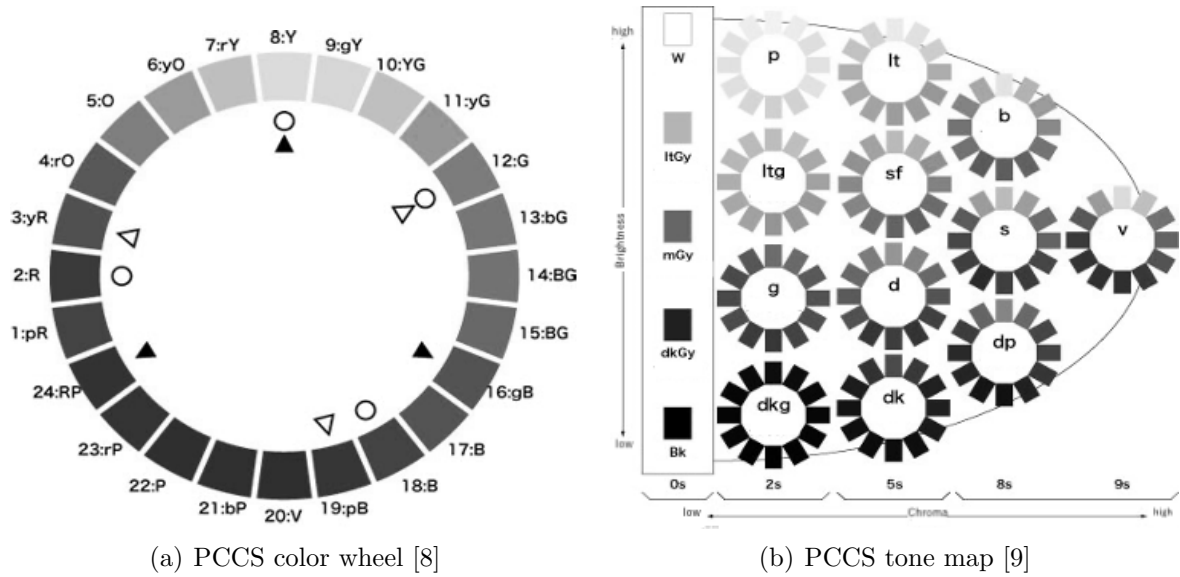 8:Y
9:gY
10:YG
11:yG
12:G
13:bG
14:BG
15:BG
16:gB
17:B
18:B
19:pB
20:V
21:bP
22:P
23:rP
24:RP
1:pR
2:R
3:yR
4:rO
5:O
6:yO
7:rY
(a) PCCS color wheel [8]
high
Brightness
low
W
ltGy
mGy
dkGy
Bk
p
lt
b
ltg
sf
s
v
g
d
dp
dkg
dk
0s
2s
5s
8s
9s
low
Chroma
high
(b) PCCS tone map [9]